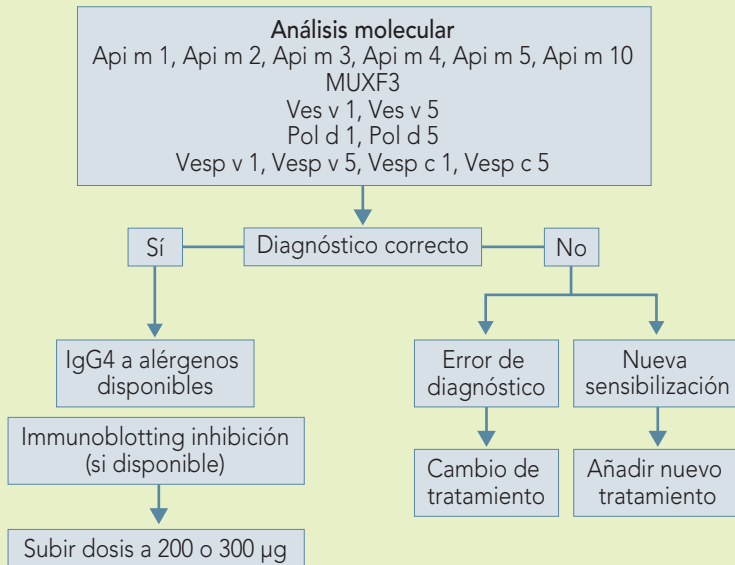 Análisis molecular
Api m 1, Api m 2, Api m 3, Api m 4, Api m 5, Api m 10
MUXF3
Ves v 1, Ves v 5
Pol d 1, Pol d 5
Vesp v 1, Vesp v 5, Vesp c 1, Vesp c 5
Sí
Diagnóstico correcto
No
IgG4 a alérgenos
disponibles
Error de
diagnóstico
Nueva
sensibilización
Immunoblotting inhibición
(si disponible)
Cambio de
tratamiento
Añadir nuevo
tratamiento
Subir dosis a 200 o 300 µg